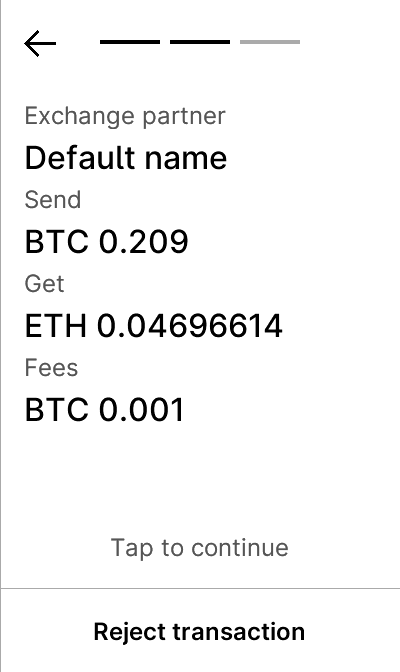 Exchange partner
Default name
Send
BTC 0.209
Get
ETH 0.04696614
Fees
BTC 0.001
Tap to continue
Reject transaction